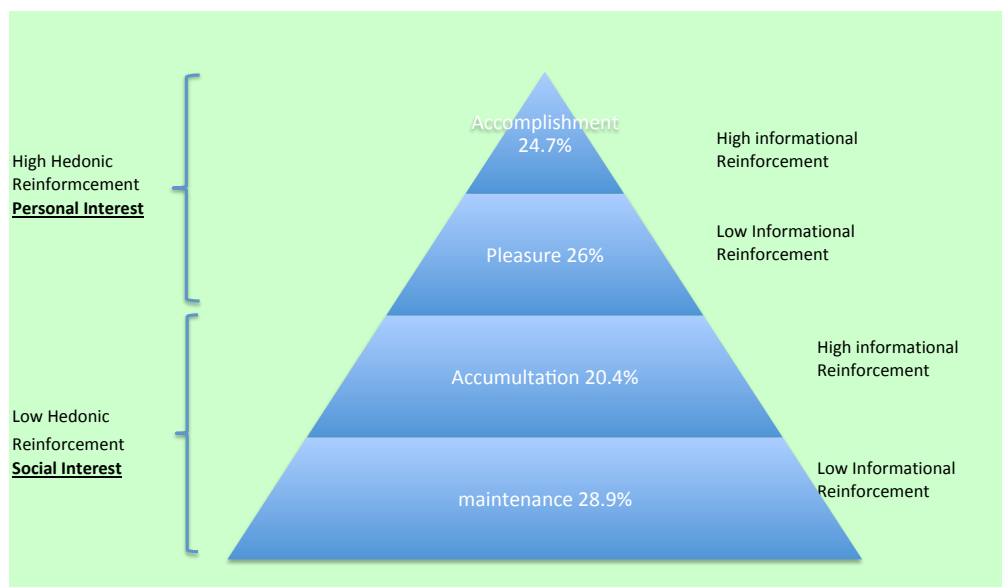 Accomplishment
24.7%
High informational
Reinforcement
High Hedonic
Reinformcement
Personal Interest
Pleasure 26%
Low Informational
Reinforcement
Accumultation 20.4%
High informational
Reinforcement
Low Hedonic
Reinforcement
Social Interest
maintenance 28.9%
Low Informational
Reinforcement